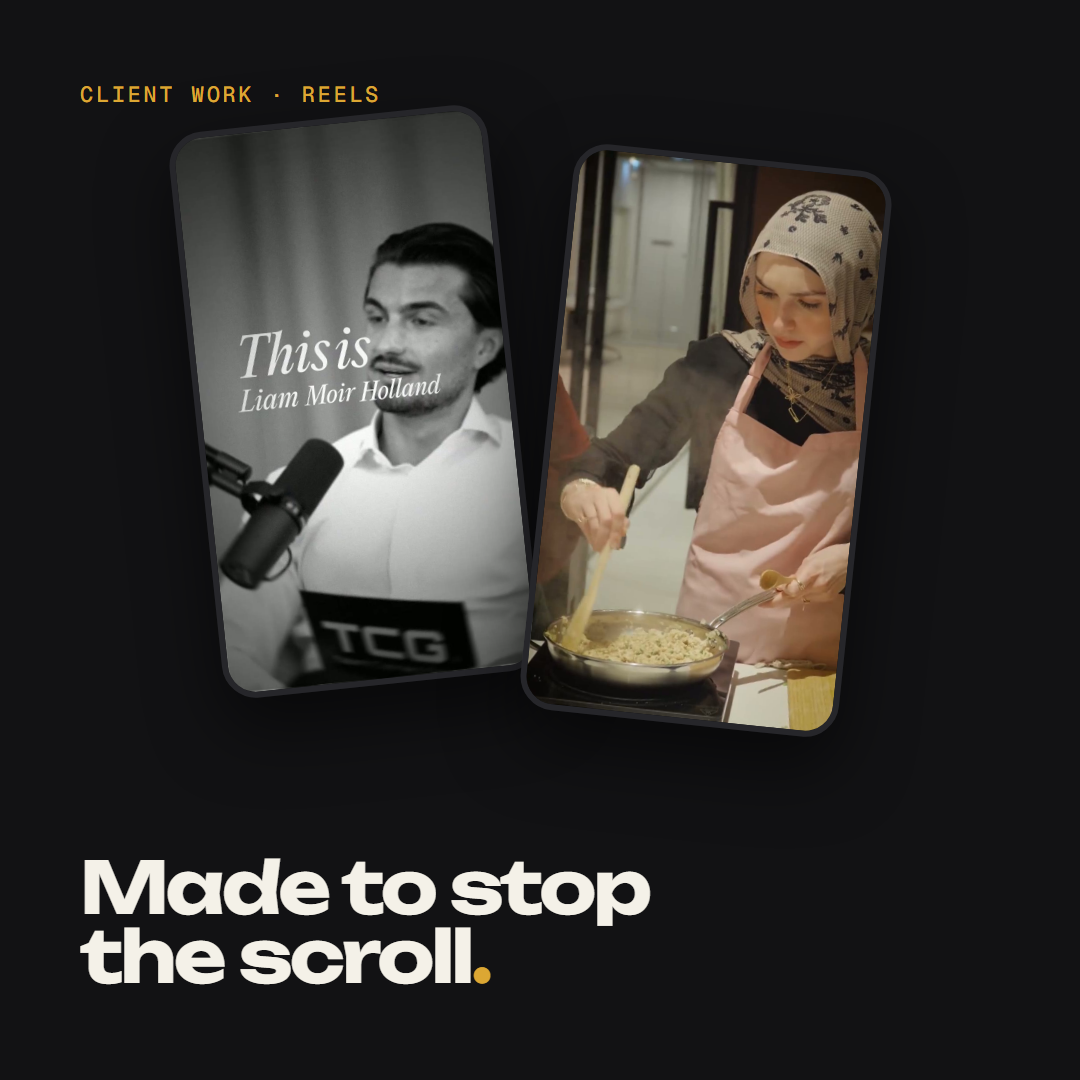 CLIENT WORK · REELS
This is
Liam Moir Holland
TCG
Made to stop
the scroll.